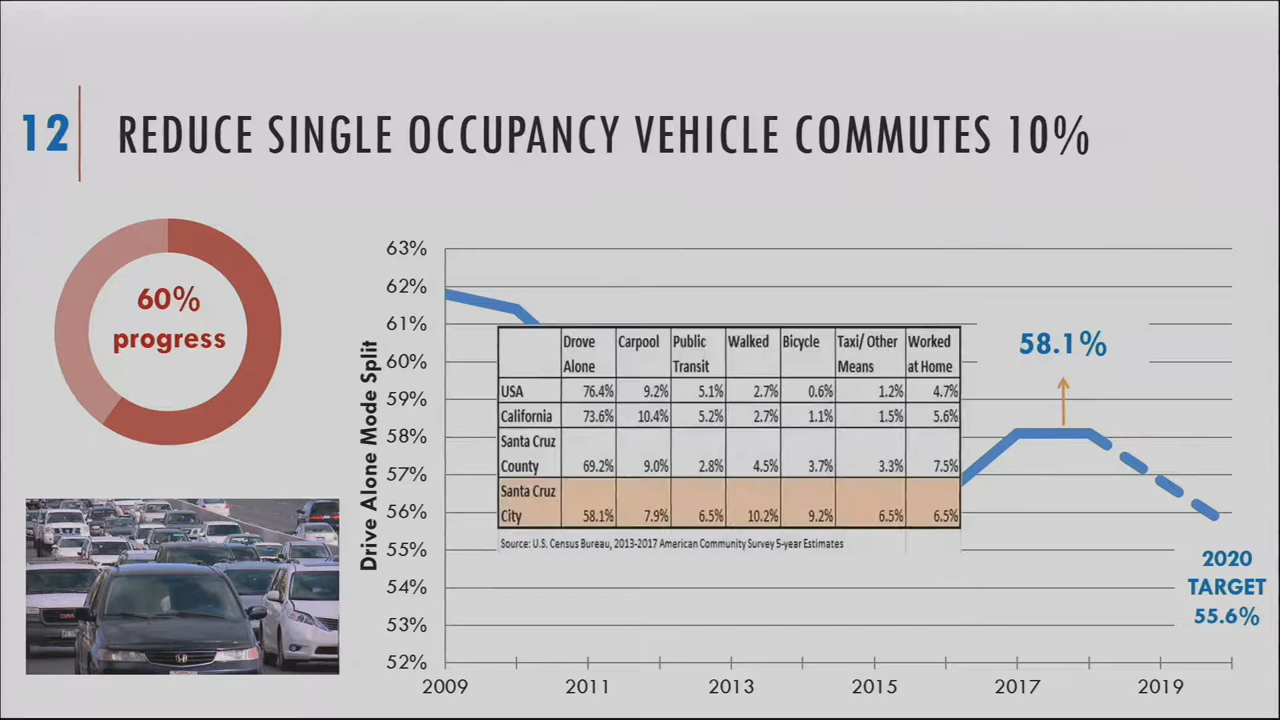 12
REDUCE SINGLE OCCUPANCY VEHICLE COMMUTES 10%
60%
progress
Drive Alone Mode Split
63%
62%
61%
60%
59%
58%
57%
56%
55%
54%
53%
52%
2009 2011 2013 2015 2017 2019
Drove Alone Carpool Public Transit Walked Bicycle Taxi/ Other Means Worked at Home
USA 76.4% 9.2% 5.1% 2.7% 0.6% 1.2% 4.7%
California 73.6% 10.4% 5.2% 2.7% 1.1% 1.5% 5.6%
Santa Cruz
County 69.2% 9.0% 2.8% 4.5% 3.7% 3.3% 7.5%
Santa Cruz
City 58.1% 7.9% 6.5% 10.2% 9.2% 6.5% 6.5%
Source: U.S. Census Bureau, 2013-2017 American Community Survey 5-year Estimates
58.1%
2020
TARGET
55.6%